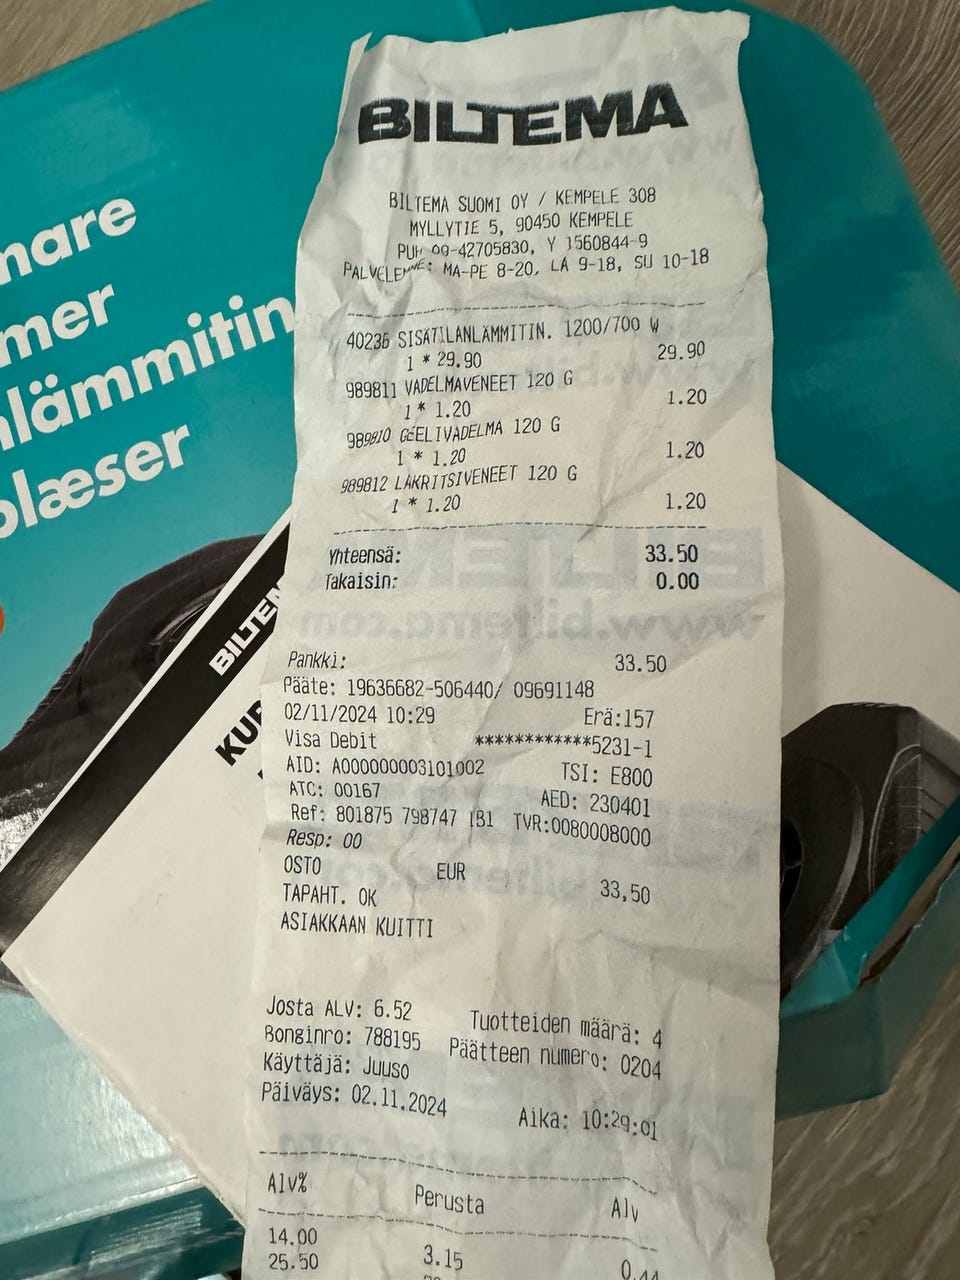 mare
mer
nlämmitin
blæser
BILTEMA
KU
BILTEMA
BILTEMA SUOMI OY / KEMPELE 308
MYLLYTIE 5, 90450 KEMPELE
PUH 09-42705830, Y 1560844-9
MA-PE 8-20, LA 9-18, SU 10-18
40236 SISÄTILANLÄMMITIN. 1200/700 W
1 * 29.90 29.90
989811 VADELMAVENEET 120 G
1 * 1.20 1.20
989810 GEELIVADELMA 120 G
1 * 1.20 1.20
989812 LAKRITSIVENEET 120 G
1 * 1.20 1.20
Yhteensä: 33.50
Takaisin: 0.00
Pankki: 33.50
Pääte: 19636682-506440/ 09691148
02/11/2024 10:29 Erä:157
Visa Debit ************5231-1
AID: A000000003101002 TSI: E800
ATC: 00167 AED: 230401
Ref: 801875 798747 IB1 TVR:0080008000
Resp: 00
OSTO EUR 33,50
TAPAHT. OK
ASIAKKAAN KUITTI
Josta ALV: 6.52 Tuotteiden määrä: 4
Bonginro: 788195 Päätteen numero: 0204
Käyttäjä: Juuso
Päiväys: 02.11.2024 Aika: 10:29:01
Alv% Perusta Alv
14.00 3.15 0.44
25.50
www.biltema.com